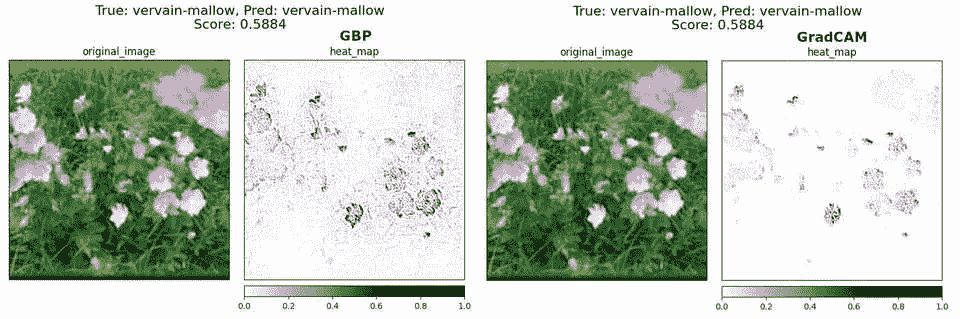 True: vervain-mallow, Pred: vervain-mallow
Score: 0.5884
GBP
original_image
heat_map
0.0 0.2 0.4 0.6 0.8 1.0
True: vervain-mallow, Pred: vervain-mallow
Score: 0.5884
GradCAM
original_image
heat_map
0.0 0.2 0.4 0.6 0.8 1.0